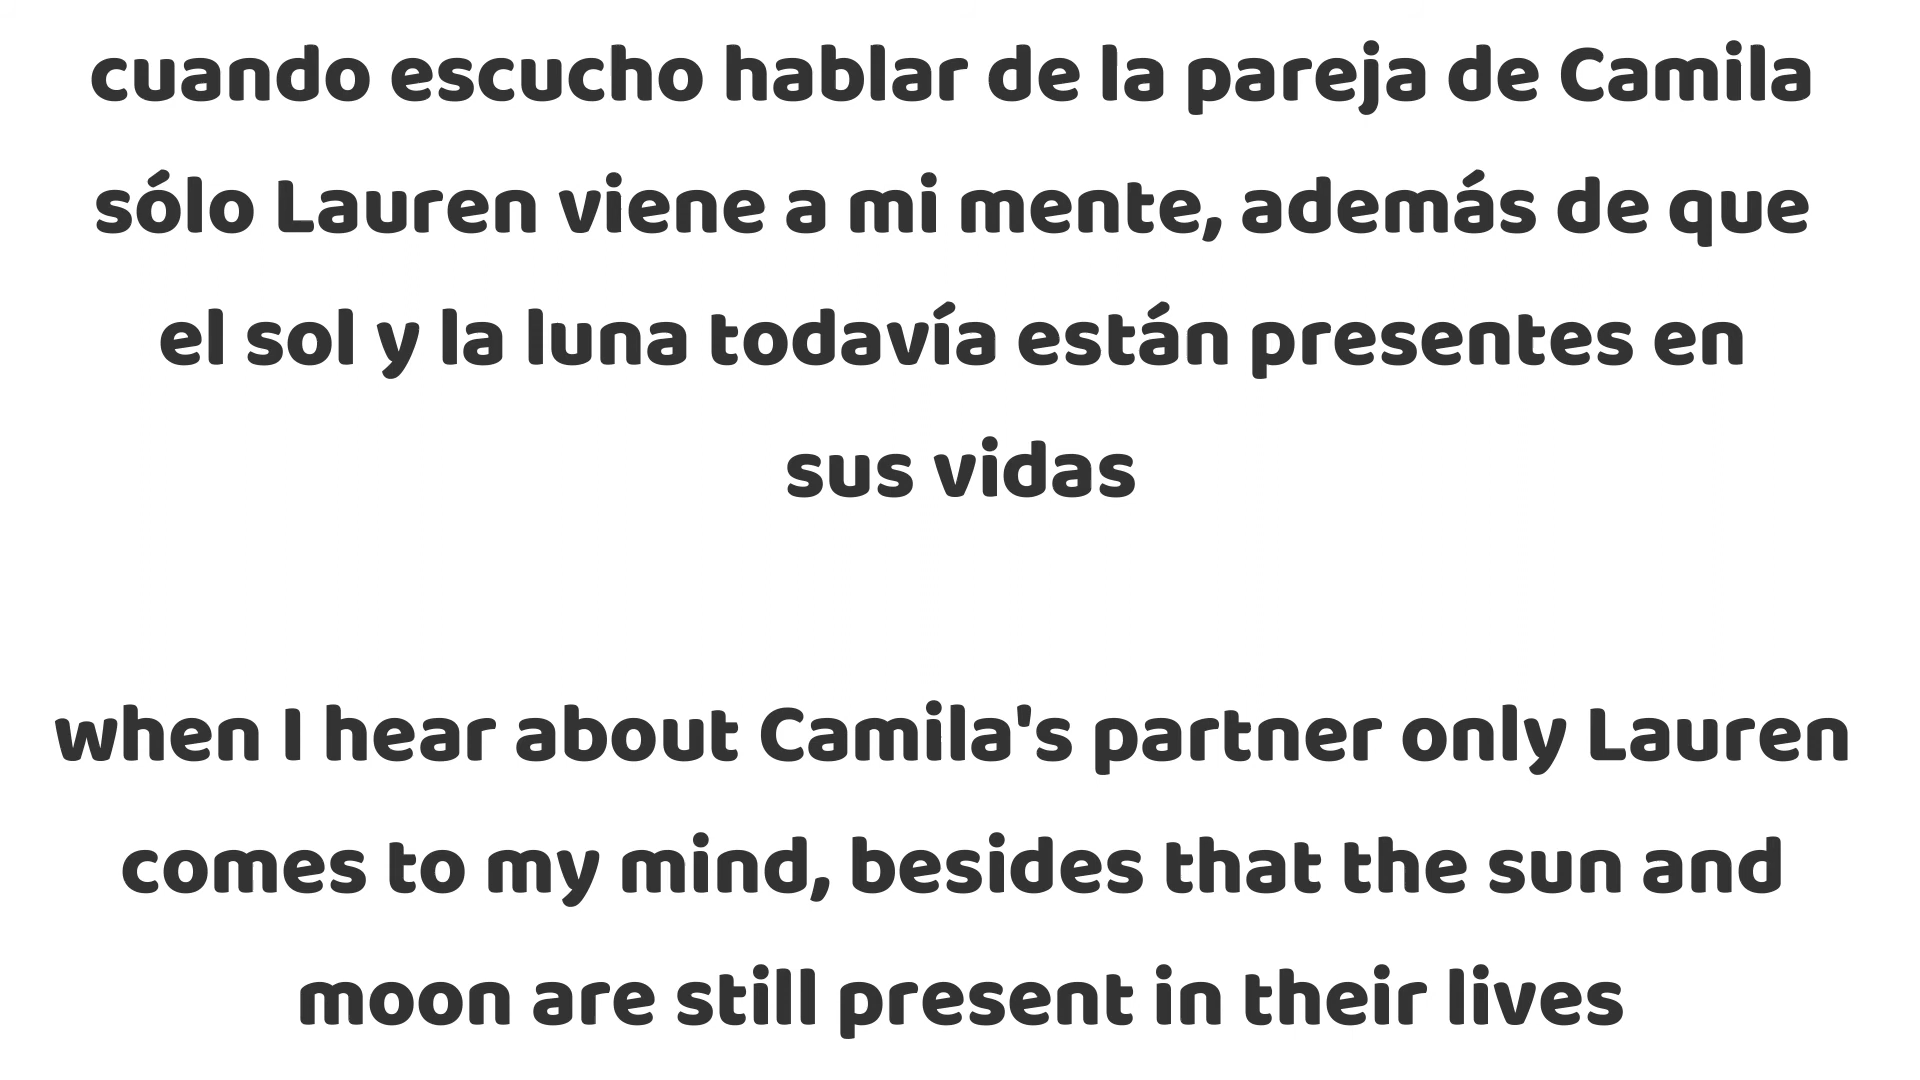 cuando escucho hablar de la pareja de Camila
sólo Lauren viene a mi mente, además de que
el sol y la luna todavía están presentes en
sus vidas
when I hear about Camila's partner only Lauren
comes to my mind, besides that the sun and
moon are still present in their lives